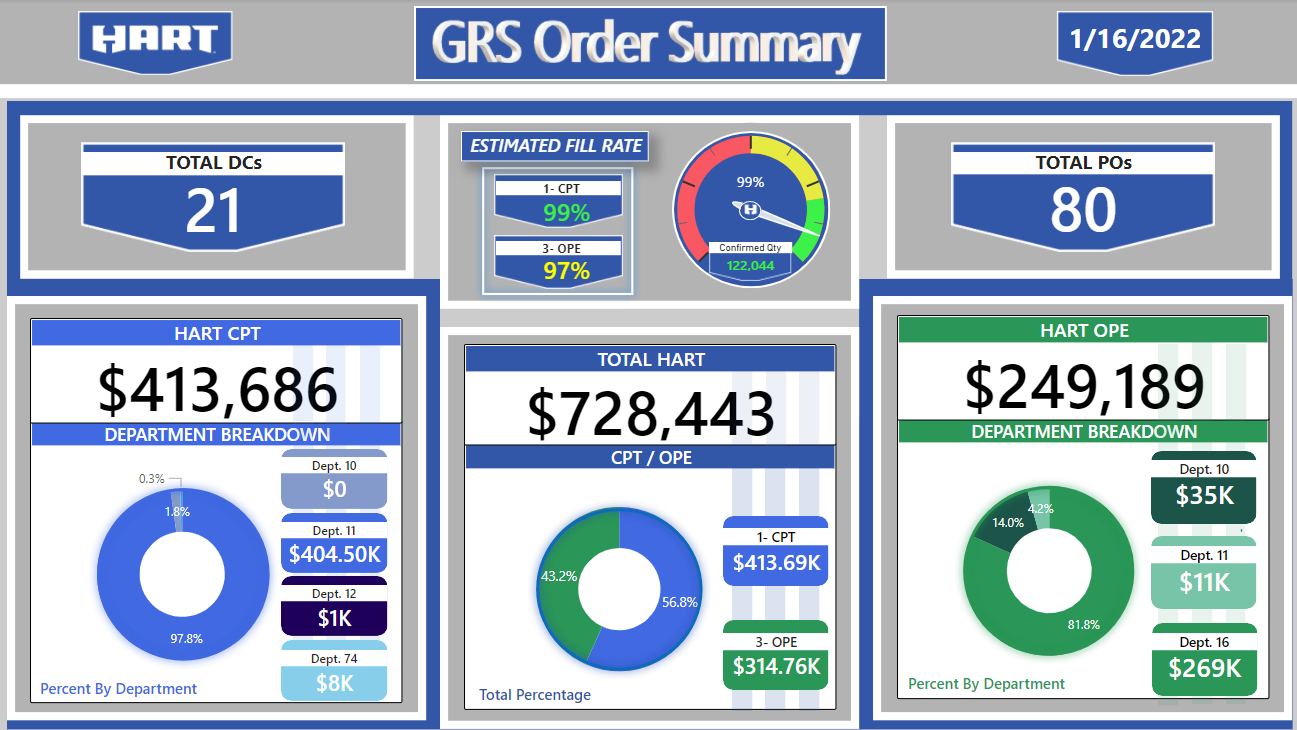 HART
GRS Order Summary
1/16/2022
TOTAL DCs
21
ESTIMATED FILL RATE
1- CPT
99%
3- OPE
97%
99%
H
Confirmed Qty
122,044
TOTAL POs
80
HART CPT
$413,686
DEPARTMENT BREAKDOWN
0.3%
1.8%
97.8%
Dept. 10
$0
Dept. 11
$404.50K
Dept. 12
$1K
Dept. 74
$8K
Percent By Department
TOTAL HART
$728,443
CPT / OPE
43.2%
56.8%
1- CPT
$413.69K
3- OPE
$314.76K
Total Percentage
HART OPE
$249,189
DEPARTMENT BREAKDOWN
14.0%
4.2%
81.8%
Dept. 10
$35K
Dept. 11
$11K
Dept. 16
$269K
Percent By Department